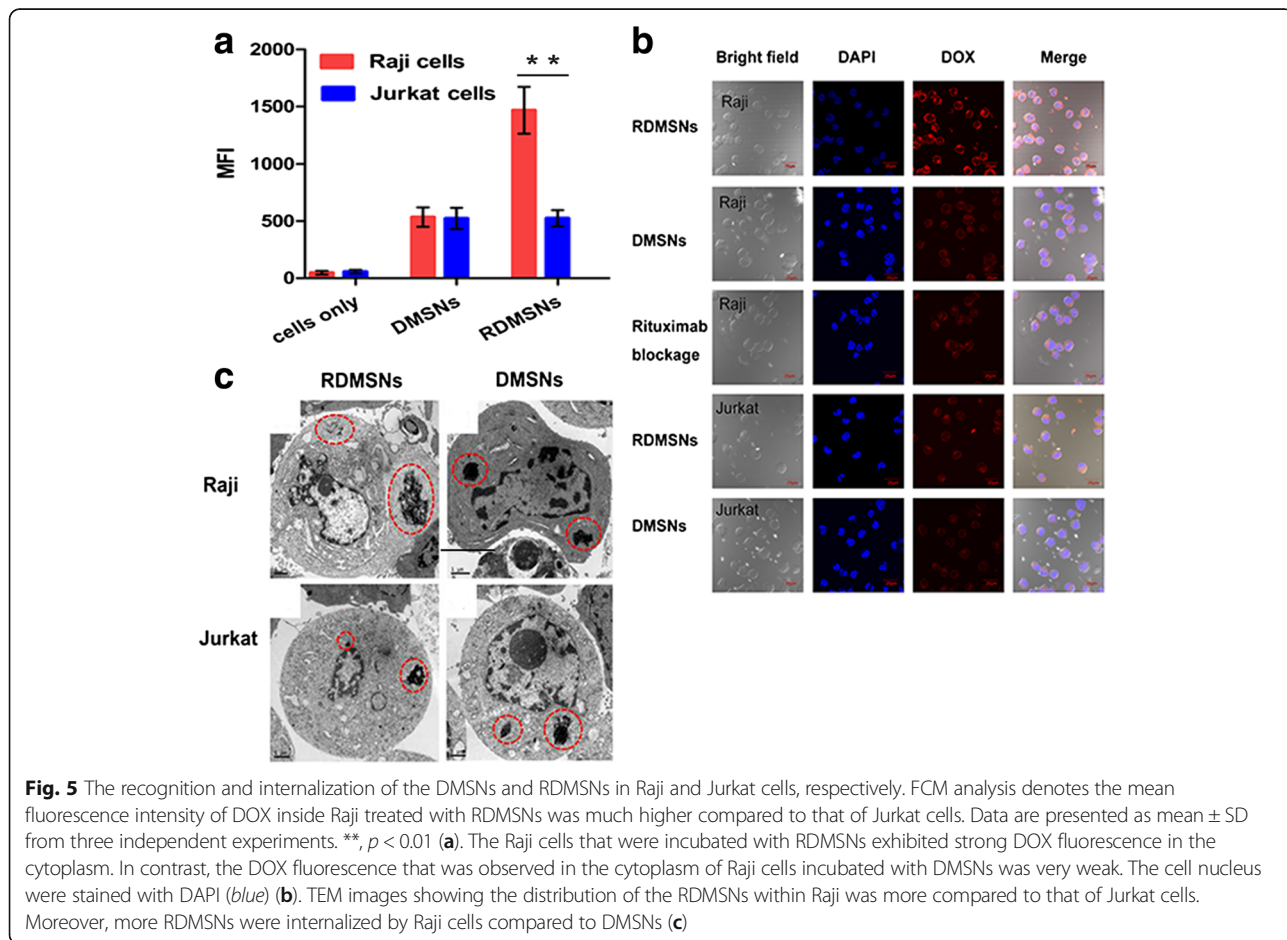 a
2000
1500
1000
500
0
MFI
Raji cells
Jurkat cells
* *
cells only
DMSNs
RDMSNs
b
Bright field DAPI DOX Merge
RDMSNs
Raji
DMSNs
Raji
Rituximab
blockage
Raji
RDMSNs
Jurkat
DMSNs
Jurkat
c
RDMSNs DMSNs
Raji
Jurkat
Fig. 5 The recognition and internalization of the DMSNs and RDMSNs in Raji and Jurkat cells, respectively. FCM analysis denotes the mean
fluorescence intensity of DOX inside Raji treated with RDMSNs was much higher compared to that of Jurkat cells. Data are presented as mean ± SD
from three independent experiments. **, p < 0.01 (a). The Raji cells that were incubated with RDMSNs exhibited strong DOX fluorescence in the
cytoplasm. In contrast, the DOX fluorescence that was observed in the cytoplasm of Raji cells incubated with DMSNs was very weak. The cell nucleus
were stained with DAPI (blue) (b). TEM images showing the distribution of the RDMSNs within Raji was more compared to that of Jurkat cells.
Moreover, more RDMSNs were internalized by Raji cells compared to DMSNs (c)